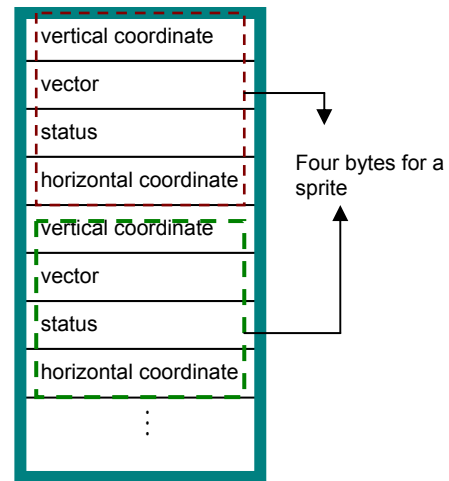 vertical coordinate
vector
status
horizontal coordinate
vertical coordinate
vector
status
horizontal coordinate
⋮
Four bytes for a
sprite